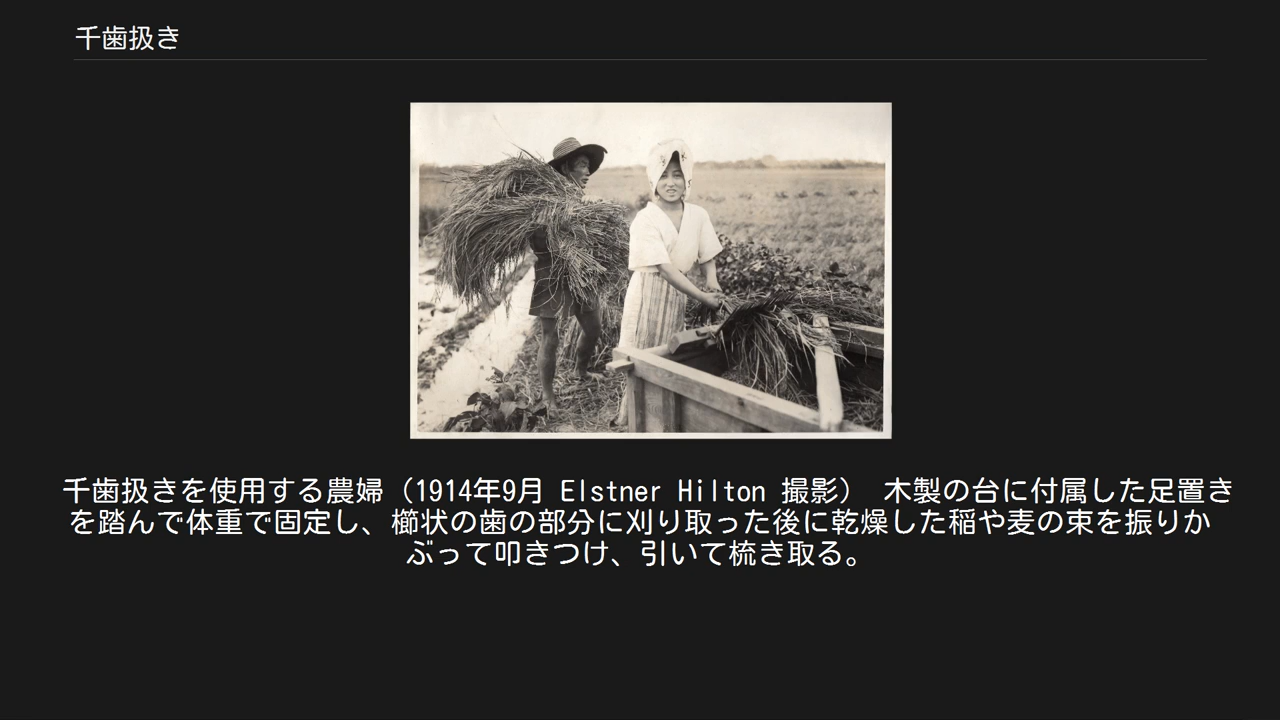 千歯扱き
千歯扱きを使用する農婦（1914年9月 Elstner Hilton 撮影） 木製の台に付属した足置き
を踏んで体重で固定し、櫛状の歯の部分に刈り取った後に乾燥した稲や麦の束を振りか
ぶって叩きつけ、引いて梳き取る。